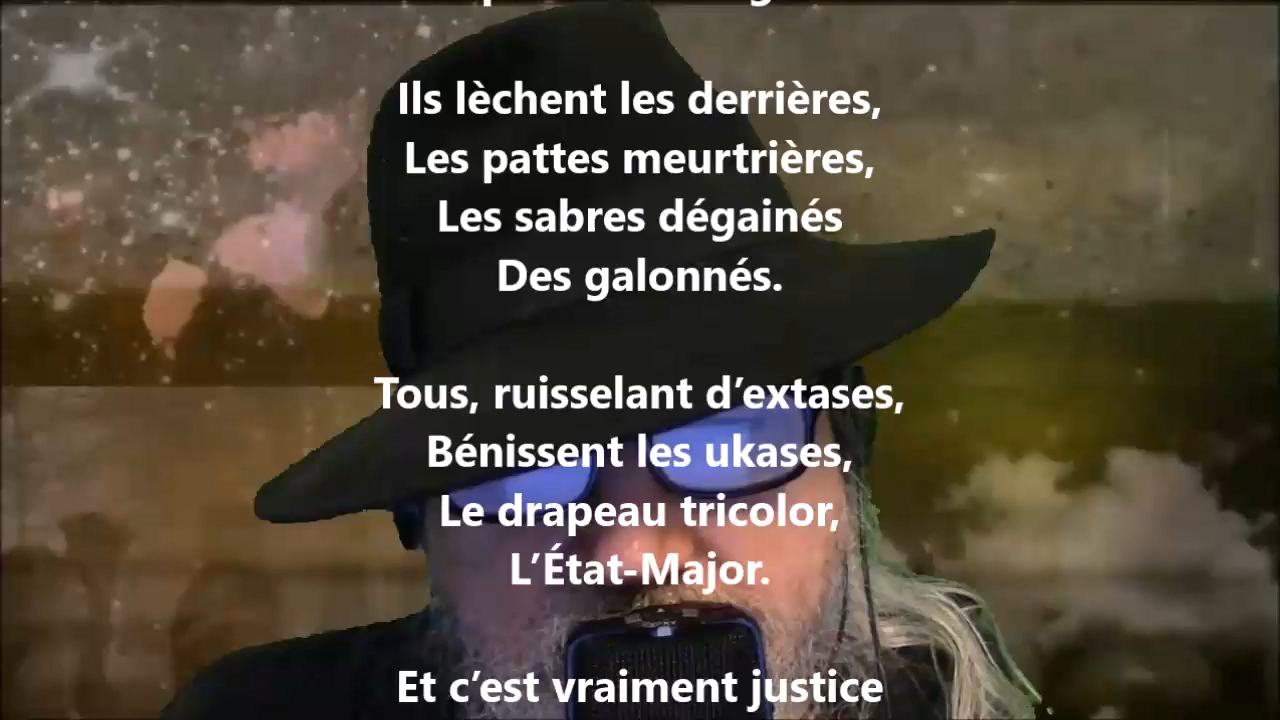 Ils lèchent les derrières,
Les pattes meurtrières,
Les sabres dégainés
Des galonnés.
Tous, ruisselant d’extases,
Bénissent les ukases,
Le drapeau tricolor,
L’État-Major.
Et c’est vraiment justice